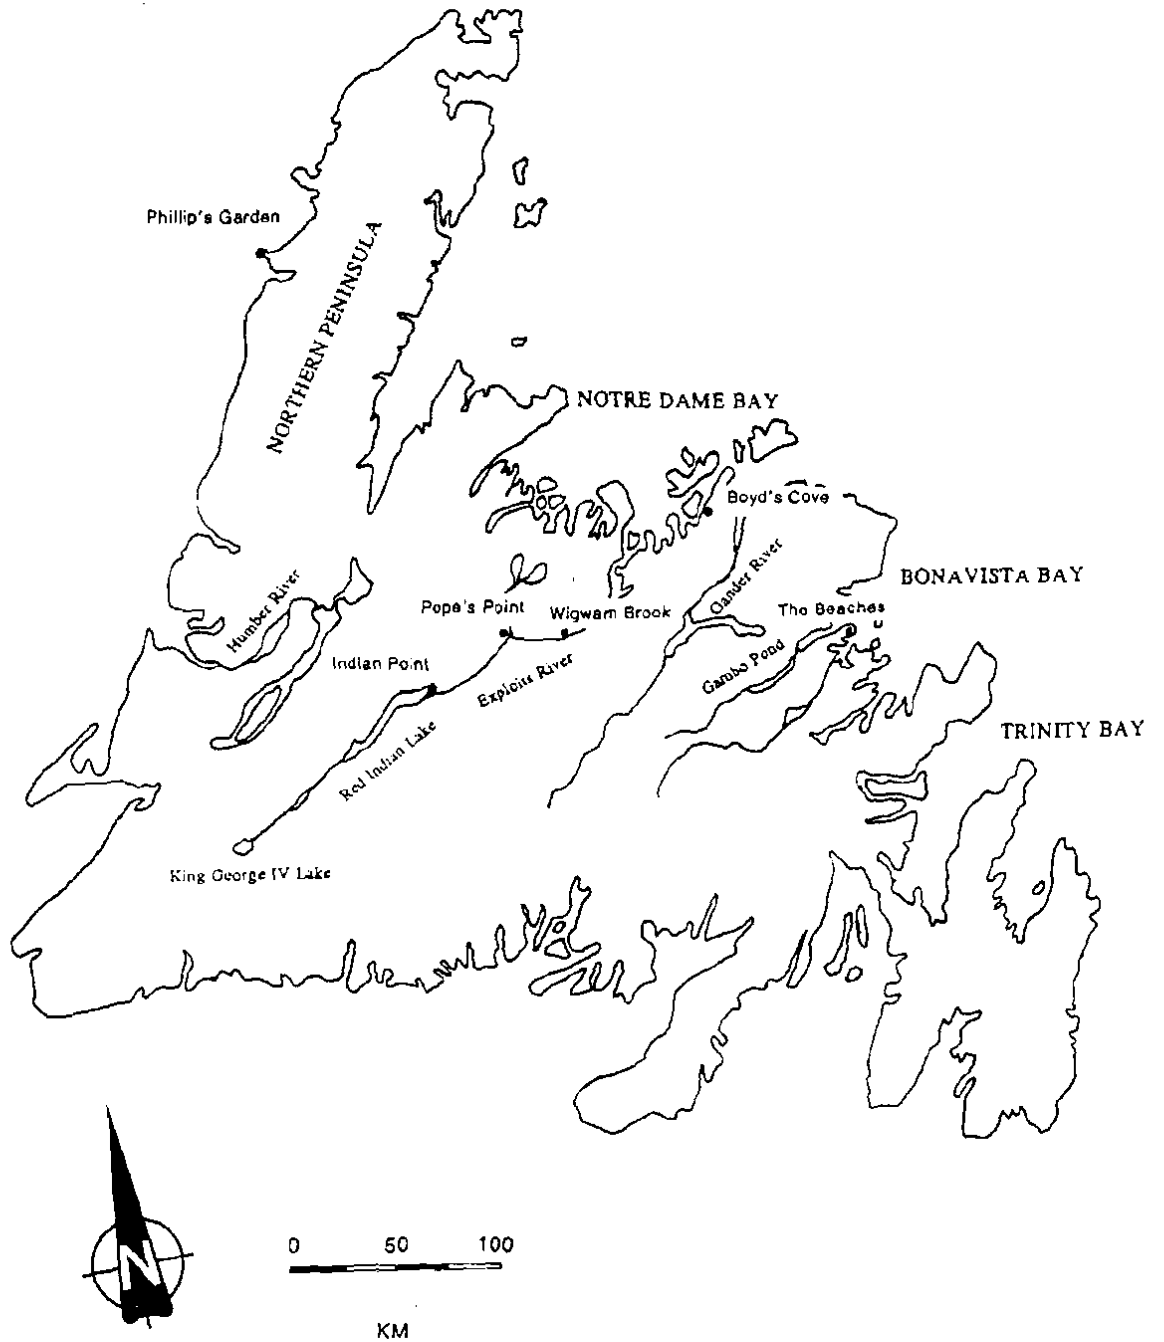 Phillip's Garden
NORTHERN PENINSULA
NOTRE DAME BAY
Boyd's Cove
BONAVISTA BAY
Humber River
Gander River
Pope's Point
Wigwam Brook
The Beaches
Indian Point
Exploits River
Gambo Pond
Red Indian Lake
TRINITY BAY
King George IV Lake
N
0 50 100
KM